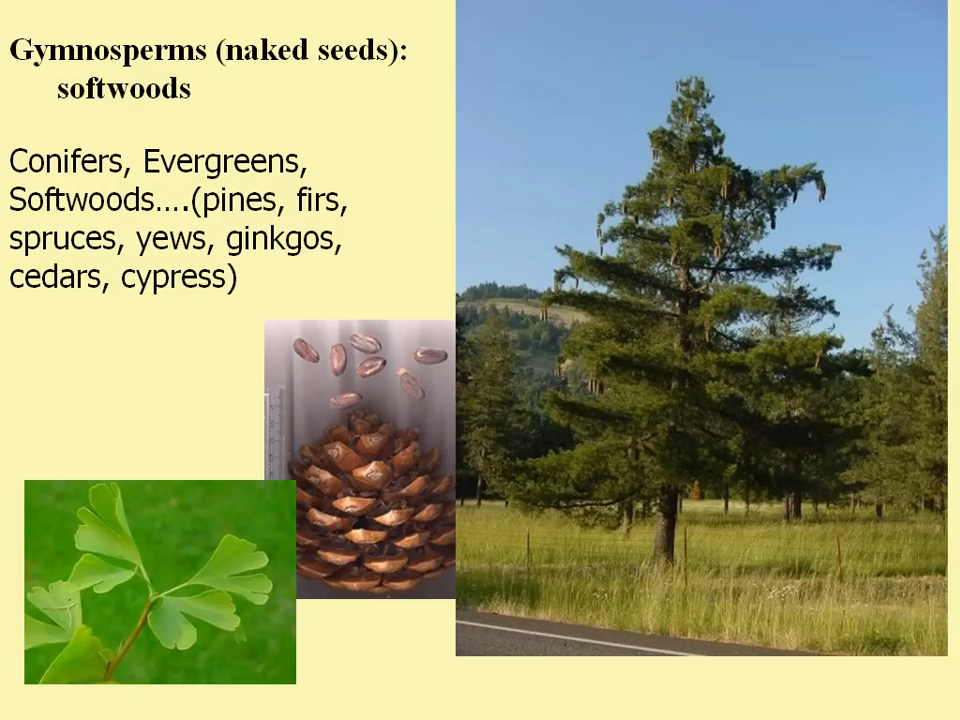 Gymnosperms (naked seeds):
softwoods
Conifers, Evergreens,
Softwoods….(pines, firs,
spruces, yews, ginkgos,
cedars, cypress)